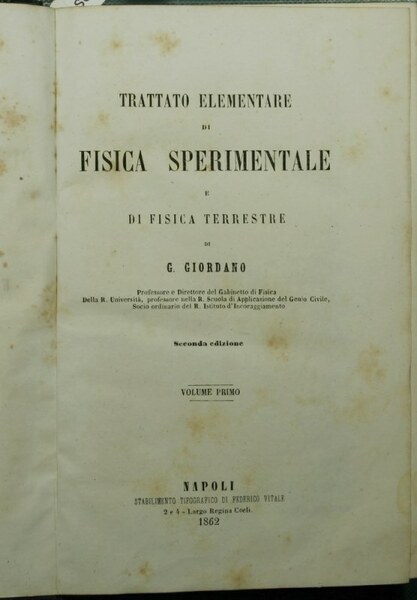 TRATTATO ELEMENTARE
DI
FISICA SPERIMENTALE
E
DI FISICA TERRESTRE
DI
G. GIORDANO
Professore e Direttore del Gabinetto di Fisica
Della R. Università, professore nella R. Scuola di Applicazione del Genio Civile,
Socio ordinario del R. Istituto d'Incoraggiamento
Seconda edizione
VOLUME PRIMO
NAPOLI
STABILIMENTO TIPOGRAFICO DI FEDERICO VITALE
2 e 4 - Largo Regina Coeli
1862